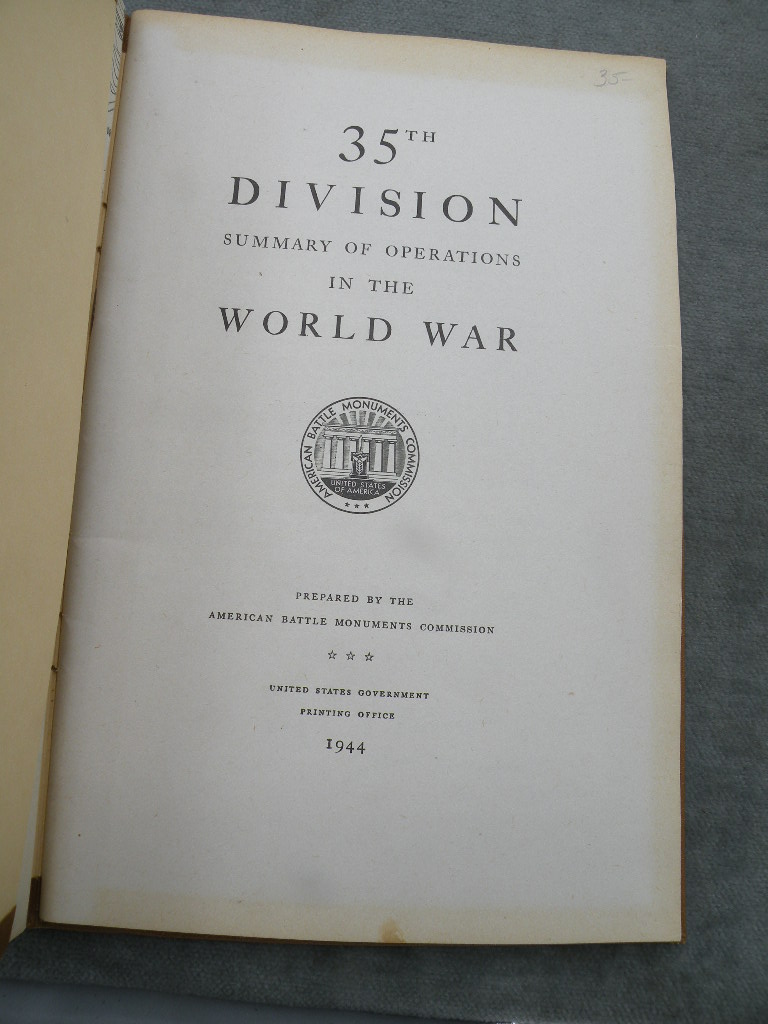 35-
35TH
DIVISION
SUMMARY OF OPERATIONS
IN THE
WORLD WAR
AMERICAN BATTLE MONUMENTS COMMISSION
UNITED STATES
OF AMERICA
PREPARED BY THE
AMERICAN BATTLE MONUMENTS COMMISSION
UNITED STATES GOVERNMENT
PRINTING OFFICE
1944